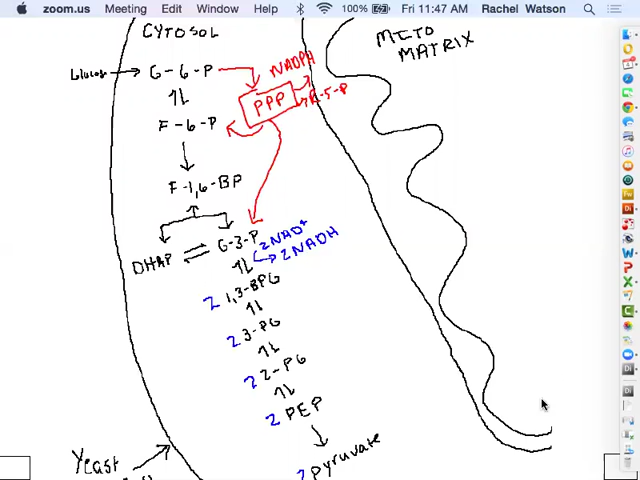 zoom.us Meeting Edit Window Help 100% Fri 11:47 AM Rachel Watson
CYTOSOL
MITO
MATRIX
NADPH
Glucose G-6-P
PPP R-5-P
F-6-P
F-1,6-BP
2NAD+
G-3-P
2NADH
DHAP
2 1,3-BPG
2 3-PG
2 2-PG
2 PEP
2 pyruvate
Yeast